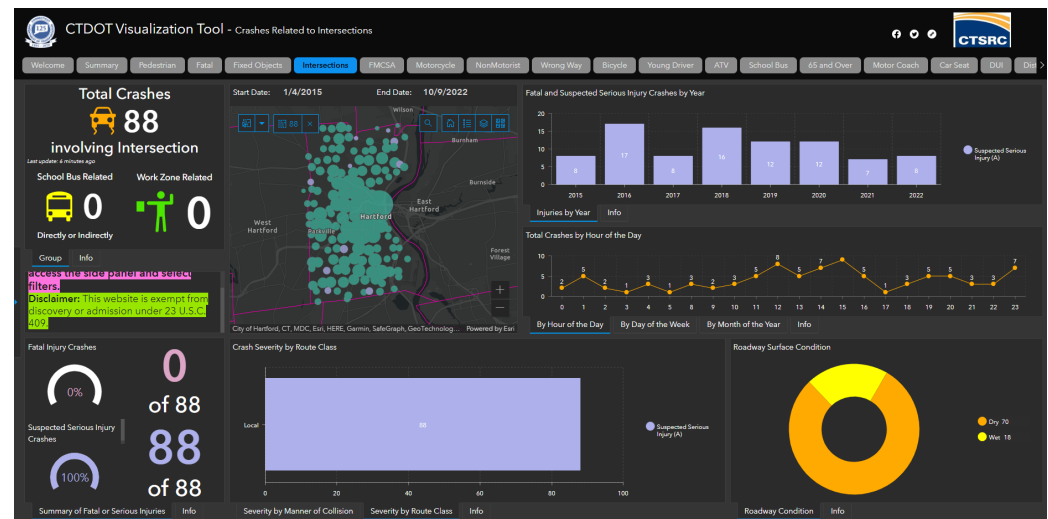 CTDOT Visualization Tool - Crashes Related to Intersections
CTSRC
Welcome
Summary
Pedestrian
Fatal
Fixed Objects
Intersections
FMCSA
Motorcycle
NonMotorist
Wrong Way
Bicycle
Young Driver
ATV
School Bus
65 and Over
Motor Coach
Car Seat
DUI
Dist
Total Crashes
88
involving Intersection
Last update: 6 minutes ago
School Bus Related
Work Zone Related
0
0
Directly or Indirectly
Group
Info
access the side panel and select
filters.
Disclaimer: This website is exempt from
discovery or admission under 23 U.S.C.
409.
Fatal Injury Crashes
0%
0
of 88
Suspected Serious Injury
Crashes
100%
88
of 88
Summary of Fatal or Serious Injuries
Info
Start Date: 1/4/2015
End Date: 10/9/2022
88
Wilson
Burnham
Burnside
East
Hartford
Hartford
West
Hartford
Parkville
Forest
Village
City of Hartford, CT, MDC, Esri, HERE, Garmin, SafeGraph, GeoTechnolog...
Powered by Esri
Fatal and Suspected Serious Injury Crashes by Year
20
15
10
5
0
8
17
8
16
12
12
7
8
2015
2016
2017
2018
2019
2020
2021
2022
Suspected Serious
Injury (A)
Injuries by Year
Info
Total Crashes by Hour of the Day
10
5
0
2
5
2
1
3
1
3
2
3
5
8
5
7
1
3
5
5
3
3
7
0 1 2 3 4 5 6 7 8 9 10 11 12 13 14 15 16 17 18 19 20 21 22 23
By Hour of the Day
By Day of the Week
By Month of the Year
Info
Crash Severity by Route Class
Local
88
0 20 40 60 80 100
Suspected Serious
Injury (A)
Severity by Manner of Collision
Severity by Route Class
Info
Roadway Surface Condition
Dry 70
Wet 18
Roadway Condition
Info